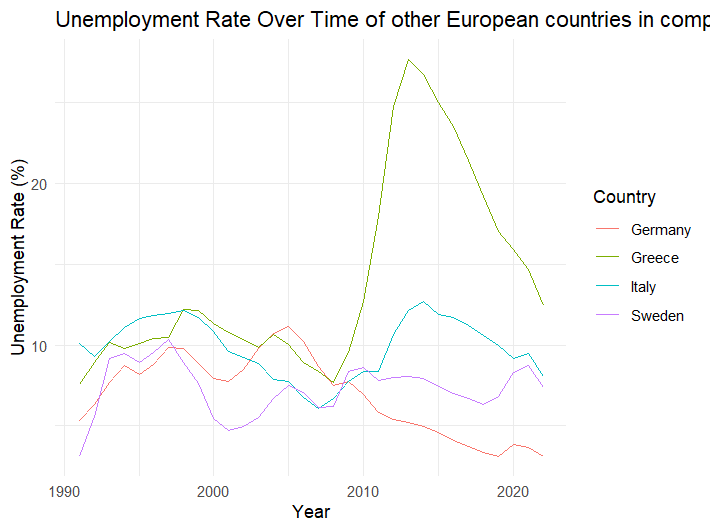 Unemployment Rate Over Time of other European countries in comp
Unemployment Rate (%)
20
10
1990
2000
2010
2020
Year
Country
Germany
Greece
Italy
Sweden